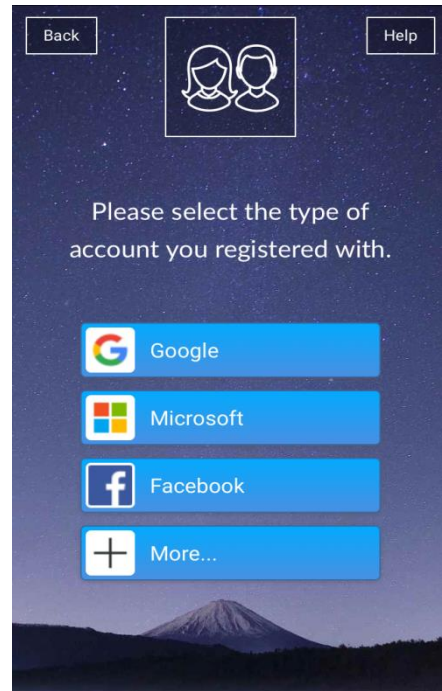 Back
Help
Please select the type of
account you registered with.
Google
Microsoft
Facebook
More...